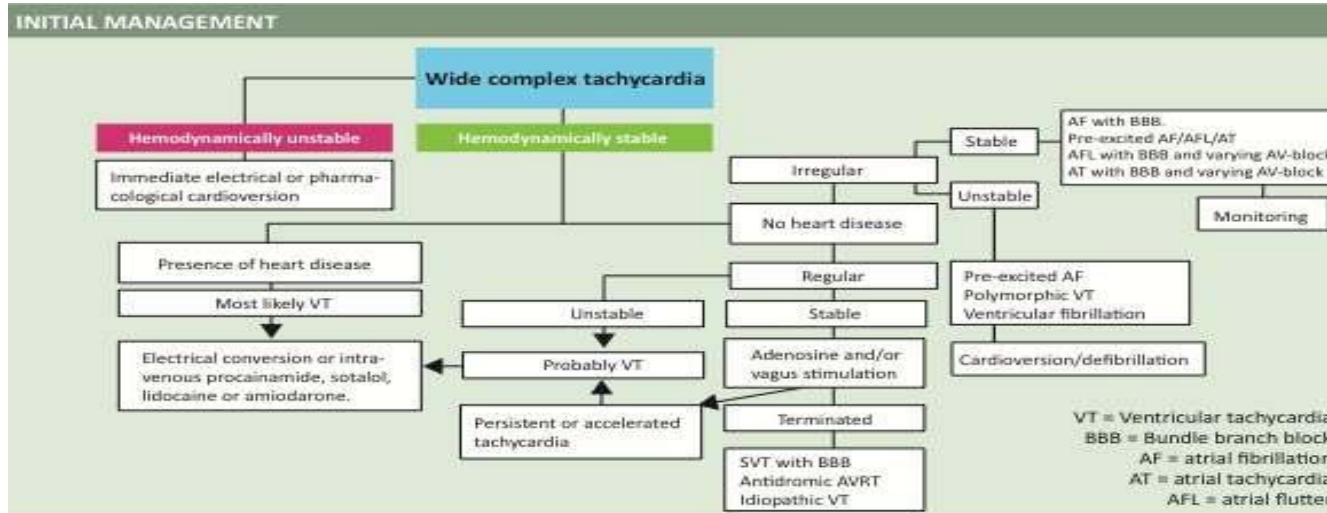 INITIAL MANAGEMENT
Wide complex tachycardia
Hemodynamically unstable
Hemodynamically stable
Immediate electrical or pharma-
cological cardioversion
Presence of heart disease
Most likely VT
Electrical conversion or intra-
venous procainamide, sotalol,
lidocaine or amiodarone.
Irregular
No heart disease
Regular
Unstable
Stable
Probably VT
Adenosine and/or
vagus stimulation
Persistent or accelerated
tachycardia
Terminated
SVT with BBB
Antidromic AVRT
Idiopathic VT
Stable
AF with BBB.
Pre-excited AF/AFL/AT
AFL with BBB and varying AV-block
AT with BBB and varying AV-block
Unstable
Monitoring
Pre-excited AF
Polymorphic VT
Ventricular fibrillation
Cardioversion/defibrillation
VT = Ventricular tachycardia
BBB = Bundle branch block
AF = atrial fibrillation
AT = atrial tachycardia
AFL = atrial flutter